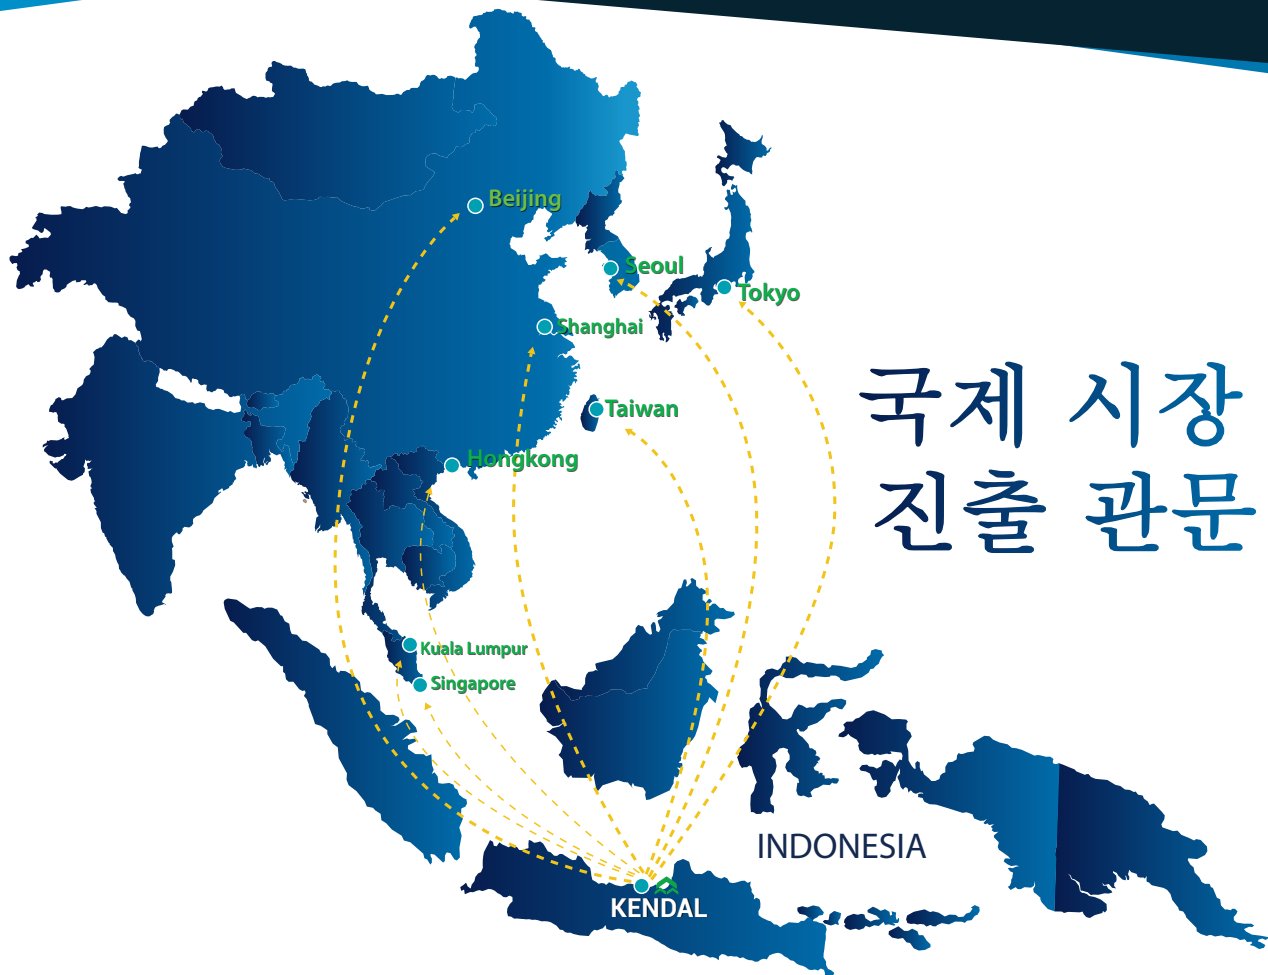 Beijing
Seoul
Tokyo
Shanghai
국제 시장
진출 관문
Taiwan
Hongkong
Kuala Lumpur
Singapore
INDONESIA
KENDAL